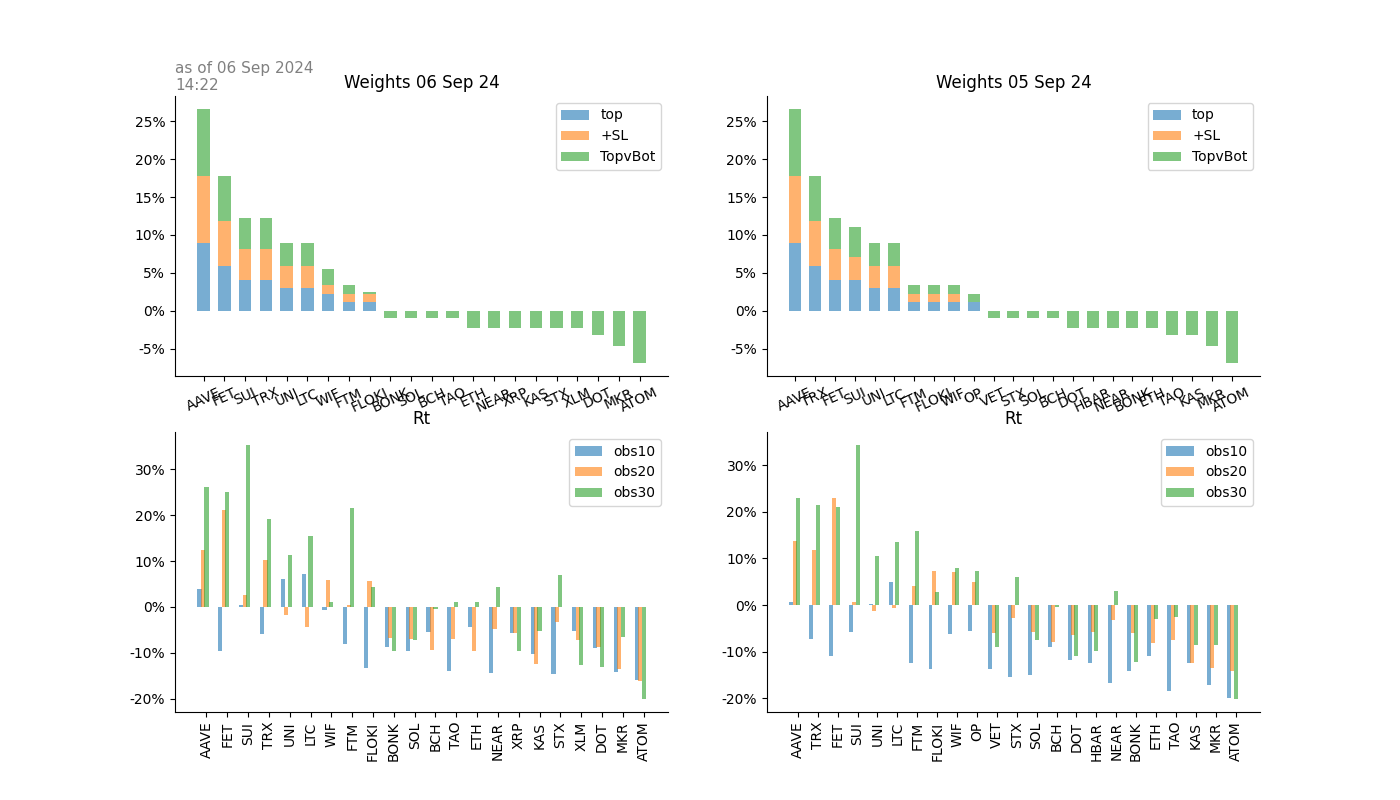 as of 06 Sep 2024
14:22
Weights 06 Sep 24
25%
20%
15%
10%
5%
0%
-5%
top
+SL
TopvBot
AAVE FET SUI TRX UNI LTC WIF FTM FLOKI BONK SOL BCH TAO ETH NEAR XRP KAS STX XLM DOT MKR ATOM
Weights 05 Sep 24
25%
20%
15%
10%
5%
0%
-5%
top
+SL
TopvBot
AAVE TRX FET SUI UNI LTC FTM FLOKI WIF OP VET STX SOL BCH DOT HBAR NEAR BONK ETH TAO KAS MKR ATOM
Rt
30%
20%
10%
0%
-10%
-20%
obs10
obs20
obs30
AAVE FET SUI TRX UNI LTC WIF FTM FLOKI BONK SOL BCH TAO ETH NEAR XRP KAS STX XLM DOT MKR ATOM
Rt
30%
20%
10%
0%
-10%
-20%
obs10
obs20
obs30
AAVE TRX FET SUI UNI LTC FTM FLOKI WIF OP VET STX SOL BCH DOT HBAR NEAR BONK ETH TAO KAS MKR ATOM